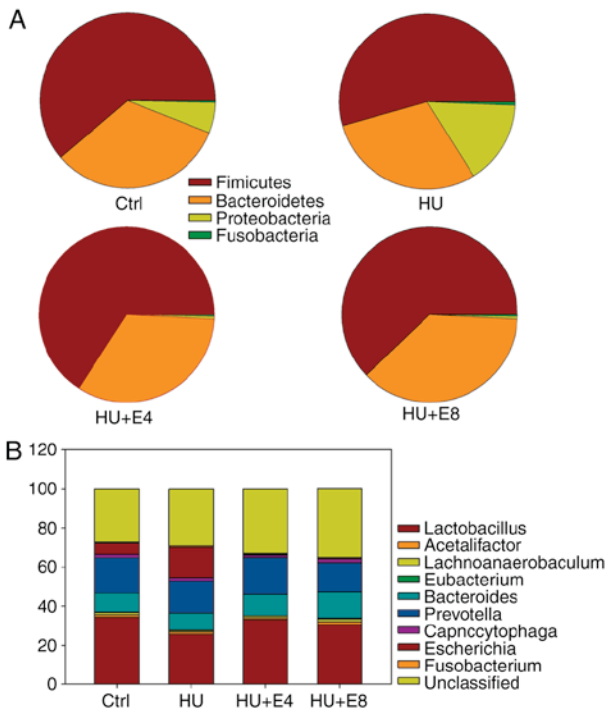 A
Fimicutes
Bacteroidetes
Proteobacteria
Fusobacteria
Ctrl
HU
HU+E4
HU+E8
B
120
100
80
60
40
20
0
Ctrl
HU
HU+E4
HU+E8
Lactobacillus
Acetalifactor
Lachnoanaerobaculum
Eubacterium
Bacteroides
Prevotella
Capnccytophaga
Escherichia
Fusobacterium
Unclassified